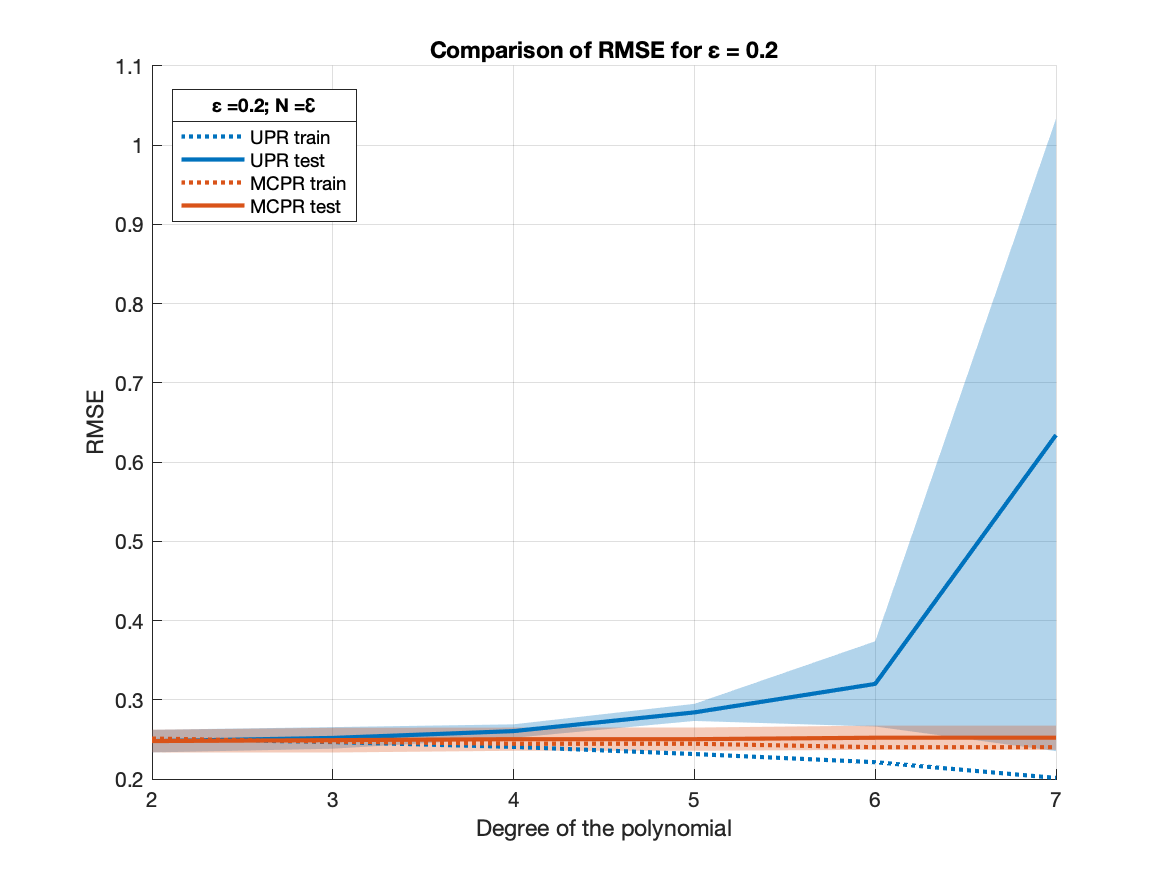 Comparison of RMSE for ε = 0.2
1.1
1
0.9
0.8
0.7
0.6
0.5
0.4
0.3
0.2
RMSE
ε =0.2; N =Ɛ
UPR train
UPR test
MCPR train
MCPR test
2 3 4 5 6 7
Degree of the polynomial